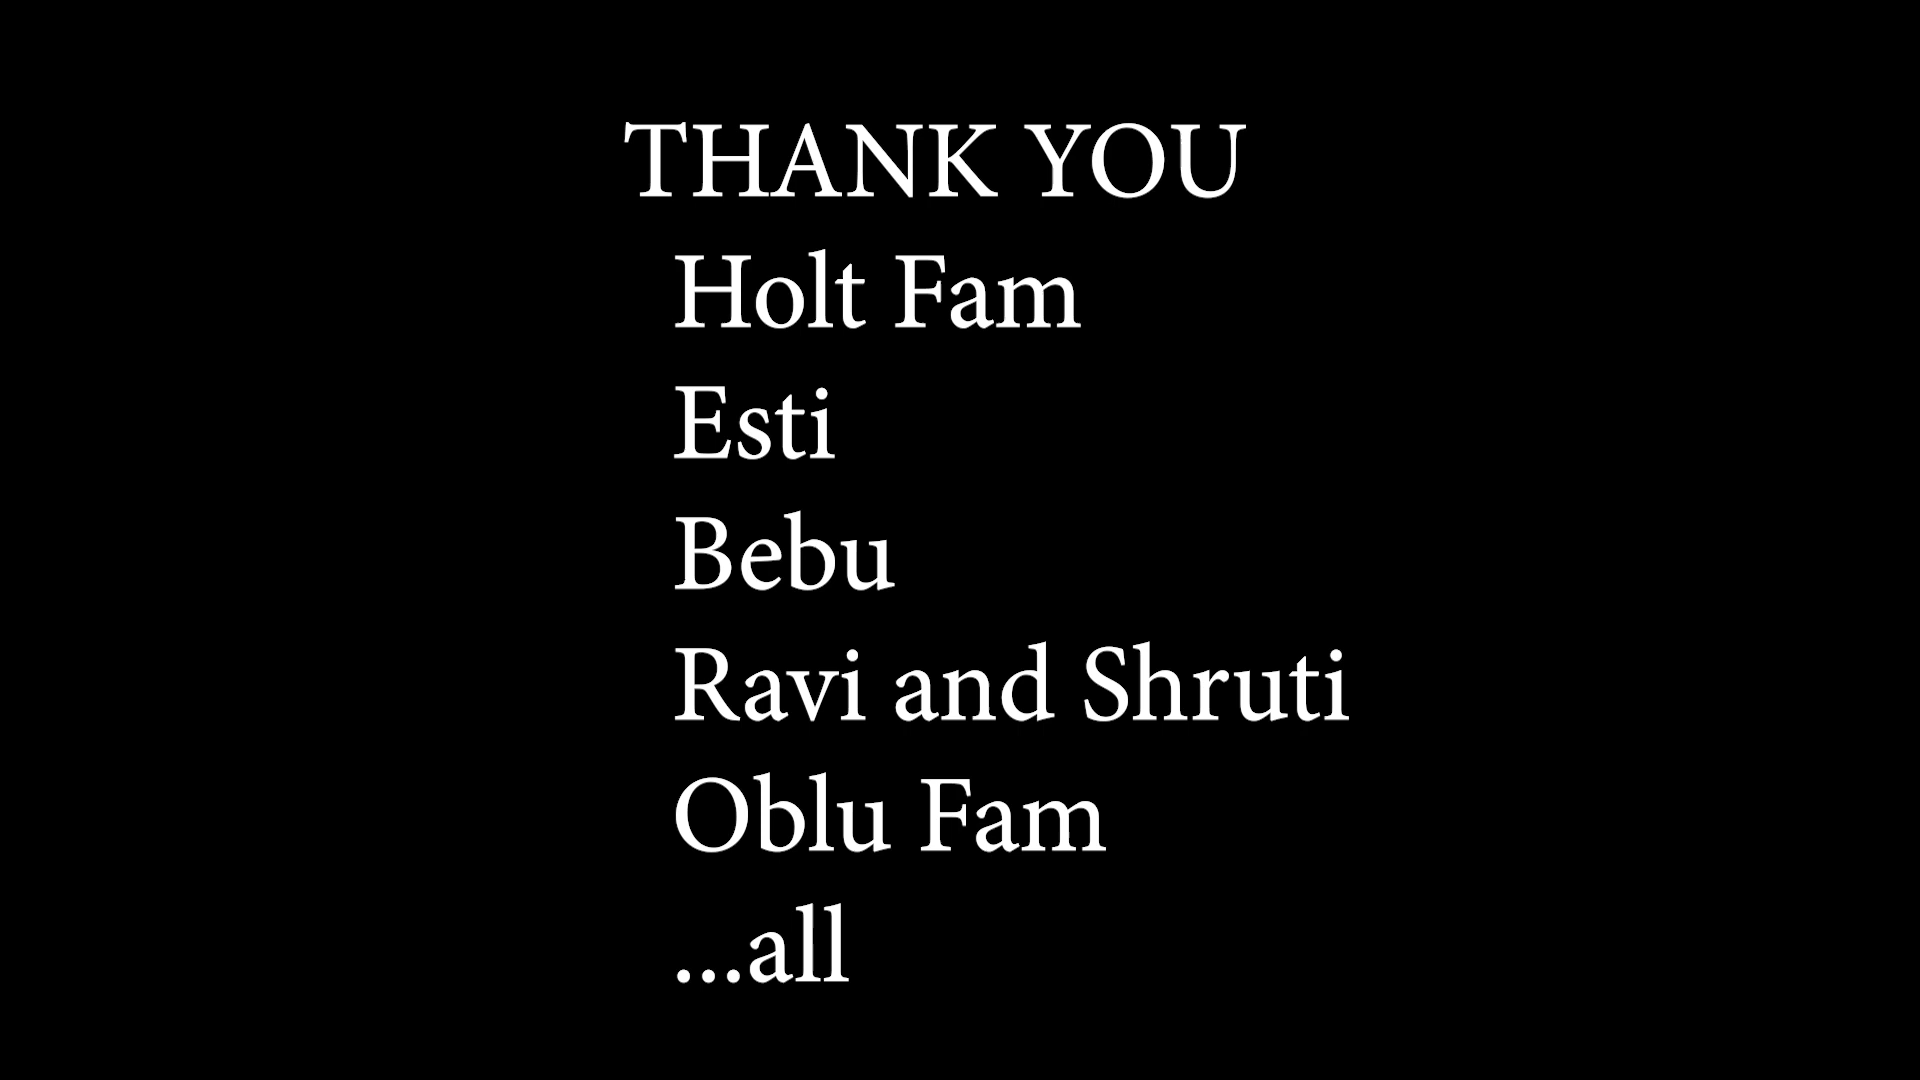 THANK YOU
Holt Fam
Esti
Bebu
Ravi and Shruti
Oblu Fam
...all